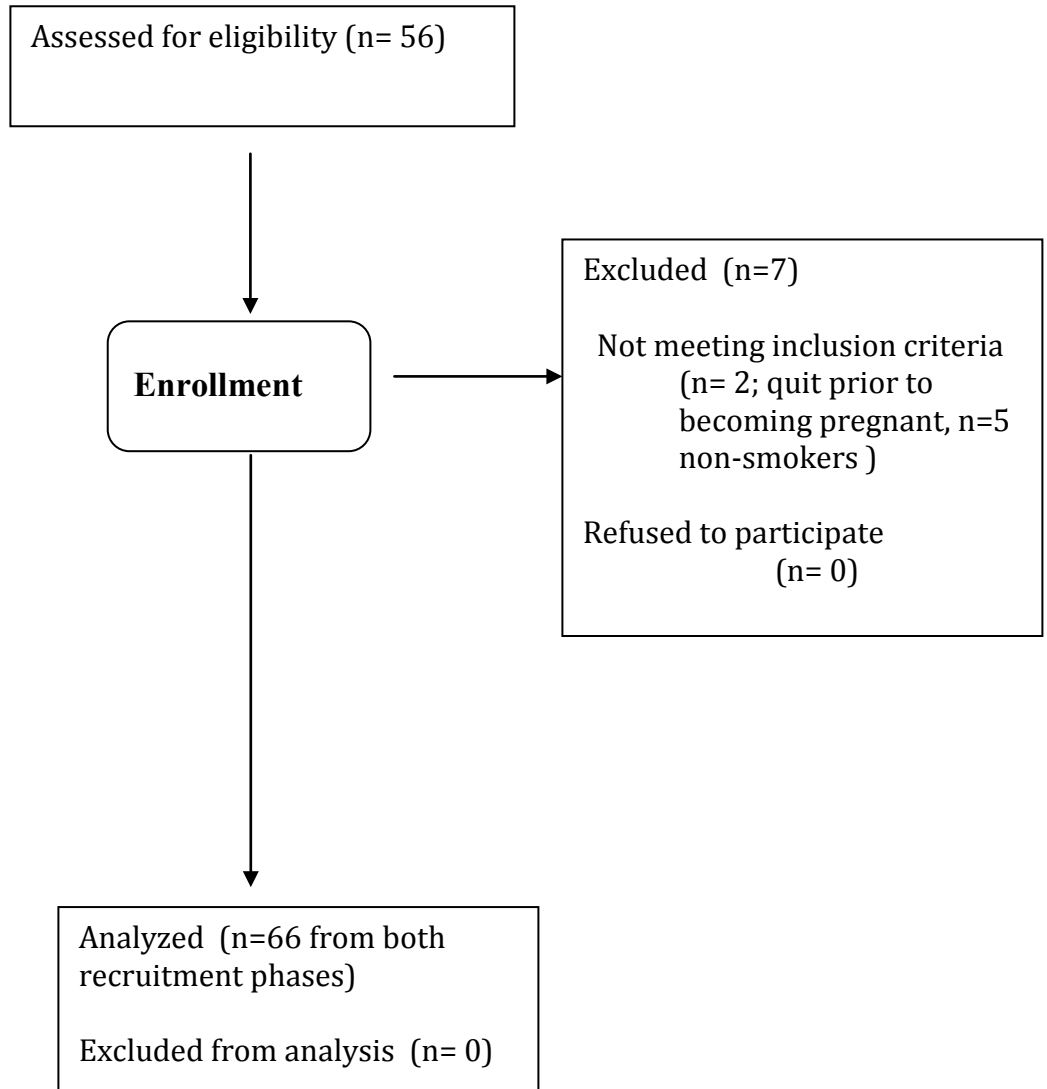 Assessed for eligibility (n= 56)
Enrollment
Excluded  (n=7)
Not meeting inclusion criteria
(n= 2; quit prior to
becoming pregnant, n=5
non-smokers )
Refused to participate
(n= 0)
Analyzed  (n=66 from both
recruitment phases)
Excluded from analysis  (n= 0)